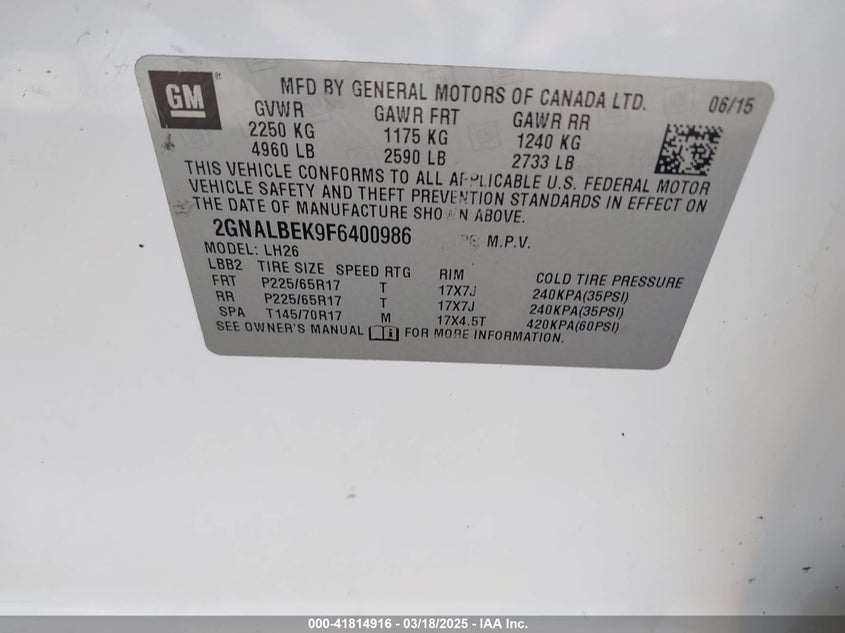 GM
MFD BY GENERAL MOTORS OF CANADA LTD. 06/15
GVWR GAWR FRT GAWR RR
2250 KG 1175 KG 1240 KG
4960 LB 2590 LB 2733 LB
THIS VEHICLE CONFORMS TO ALL APPLICABLE U.S. FEDERAL MOTOR
VEHICLE SAFETY AND THEFT PREVENTION STANDARDS IN EFFECT ON
THE DATE OF MANUFACTURE SHOWN ABOVE.
2GNALBEK9F6400986 TYPE: M.P.V.
MODEL: LH26
LBB2 TIRE SIZE SPEED RTG RIM COLD TIRE PRESSURE
FRT P225/65R17 T 17X7J 240KPA(35PSI)
RR P225/65R17 T 17X7J 240KPA(35PSI)
SPA T145/70R17 M 17X4.5T 420KPA(60PSI)
SEE OWNER'S MANUAL FOR MORE INFORMATION.
000-41814916 - 03/18/2025 - IAA Inc.